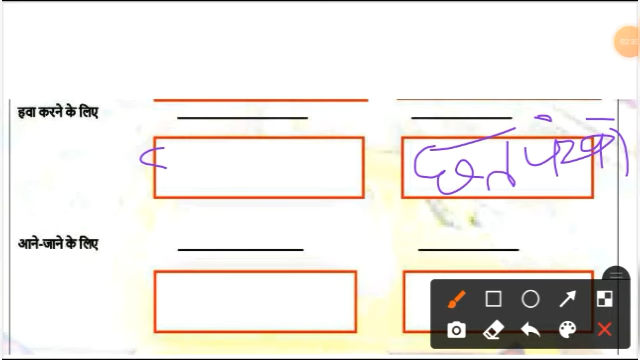 हवा करने के लिए
छत पंखा
आने-जाने के लिए